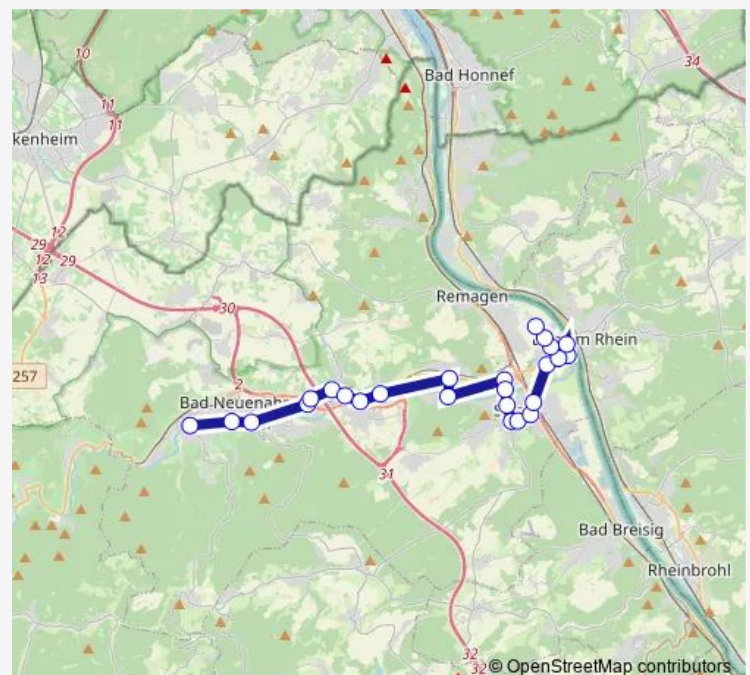 10
Bad Honnef
34
11
11
kenheim
12
29
29
12
13
30
Remagen
m Rhein
257
2
Bad Neuenahr
31
Bad Breisig
Rheinbrohl
32
32
© OpenStreetMap contributors